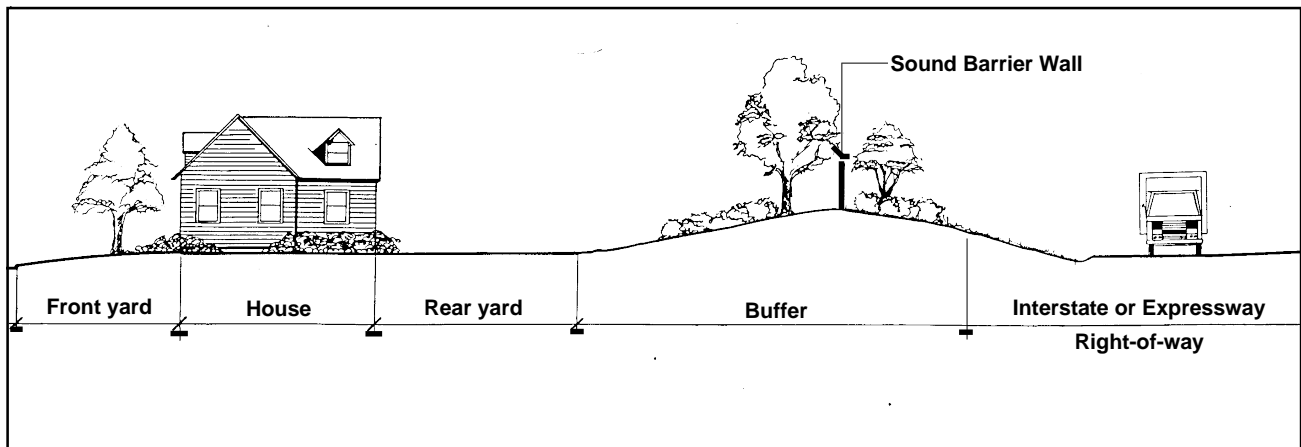 Sound Barrier Wall
Front yard
House
Rear yard
Buffer
Interstate or Expressway
Right-of-way